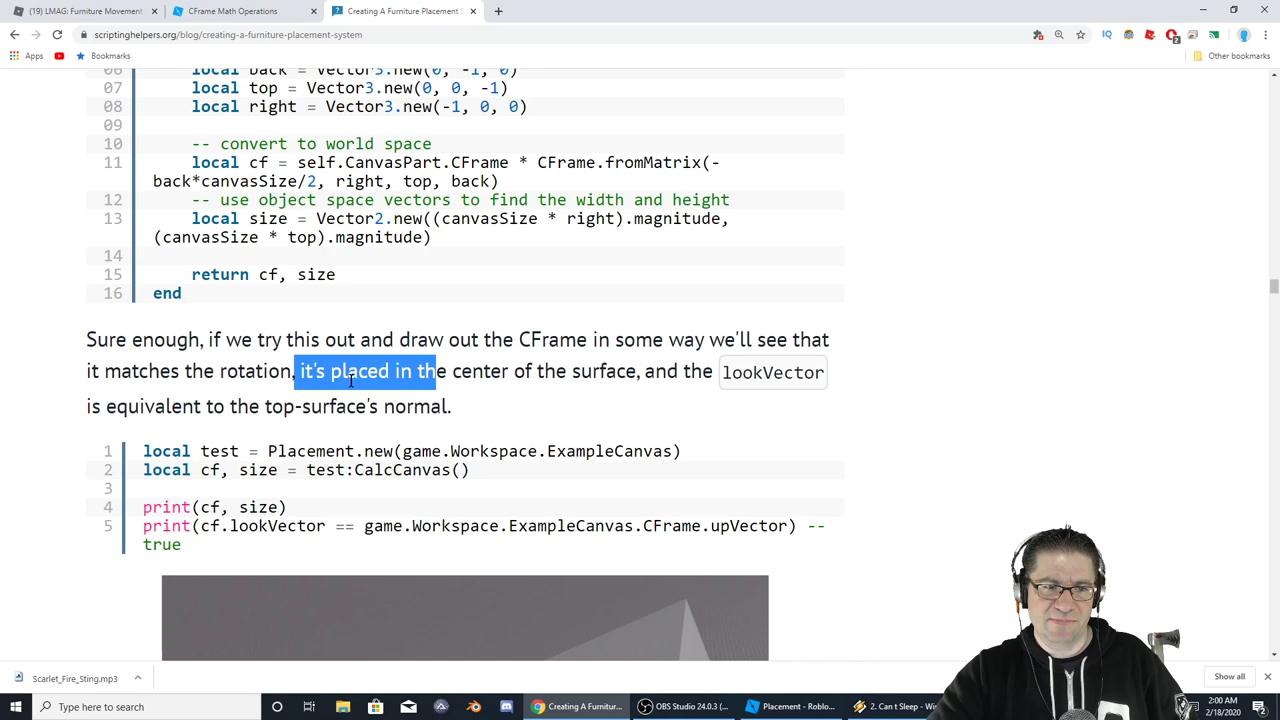 (19) LMAG: Furniture Movement
CFrame Math Operations
Creating A Furniture Placement S
scriptinghelpers.org/blog/creating-a-furniture-placement-system
Apps
Bookmarks
Other bookmarks
06 local back = Vector3.new(0, -1, 0)
07 local top = Vector3.new(0, 0, -1)
08 local right = Vector3.new(-1, 0, 0)
09
10 -- convert to world space
11 local cf = self.CanvasPart.CFrame * CFrame.fromMatrix(-
back*canvasSize/2, right, top, back)
12 -- use object space vectors to find the width and height
13 local size = Vector2.new((canvasSize * right).magnitude,
(canvasSize * top).magnitude)
14
15 return cf, size
16 end
Sure enough, if we try this out and draw out the CFrame in some way we'll see that
it matches the rotation, it's placed in the center of the surface, and the lookVector
is equivalent to the top-surface's normal.
1 local test = Placement.new(game.Workspace.ExampleCanvas)
2 local cf, size = test:CalcCanvas()
3
4 print(cf, size)
5 print(cf.lookVector == game.Workspace.ExampleCanvas.CFrame.upVector) --
true
Scarlet_Fire_Sting.mp3
Show all
Type here to search
Creating A Furnitur...
OBS Studio 24.0.3 (...
Placement - Roblo...
2. Can't Sleep - Wi...
2:00 AM
2/18/2020